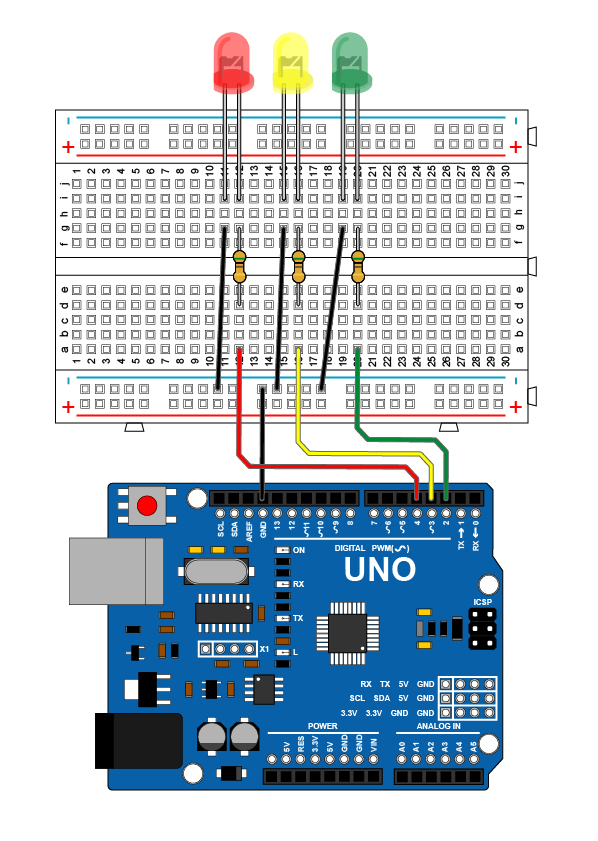 - -
+ +
1 2 3 4 5 6 7 8 9 10 11 12 13 14 15 16 17 18 19 20 21 22 23 24 25 26 27 28 29 30
j j
i i
h h
g g
f f
e e
d d
c c
b b
a a
1 2 3 4 5 6 7 8 9 10 11 12 13 14 15 16 17 18 19 20 21 22 23 24 25 26 27 28 29 30
- -
+ +
SCL SDA AREF GND 13 12 ~11 ~10 ~9 8 7 ~6 ~5 4 ~3 2 TX→1 RX←0
DIGITAL PWM(~)
ON
UNO
RX
ICSP
TX
X1
L
RX TX 5V GND
SCL SDA 5V GND
3.3V 3.3V GND GND
POWER ANALOG IN
5V RES 3.3V 5V GND GND VIN A0 A1 A2 A3 A4 A5